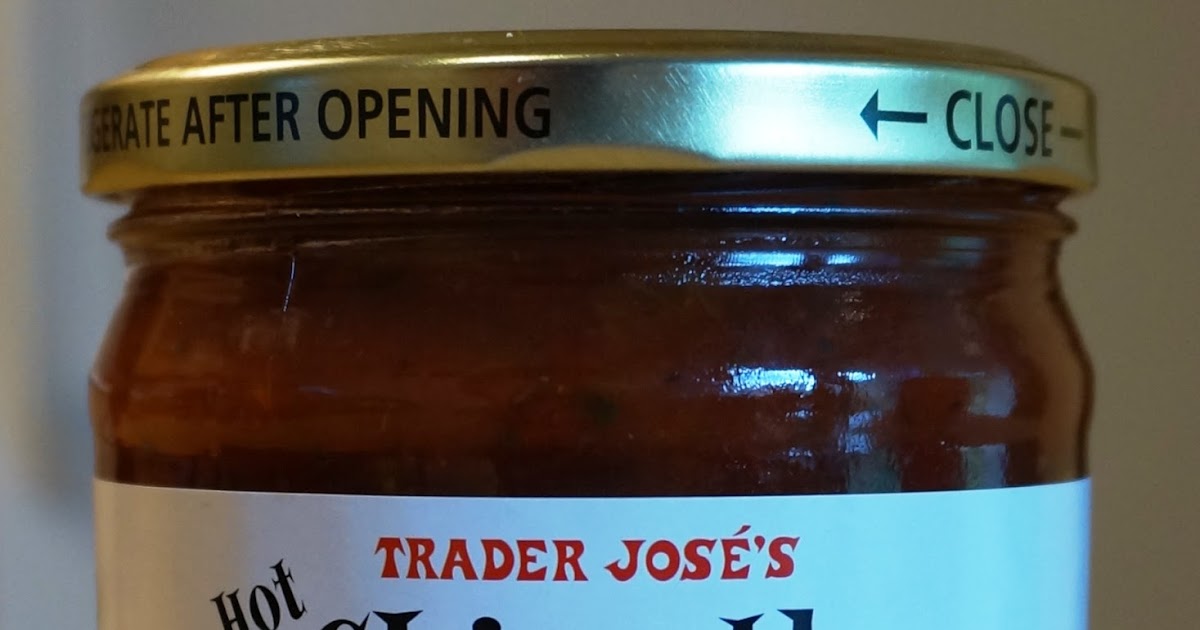 GERATE AFTER OPENING
← CLOSE –
TRADER JOSÉ'S
Hot